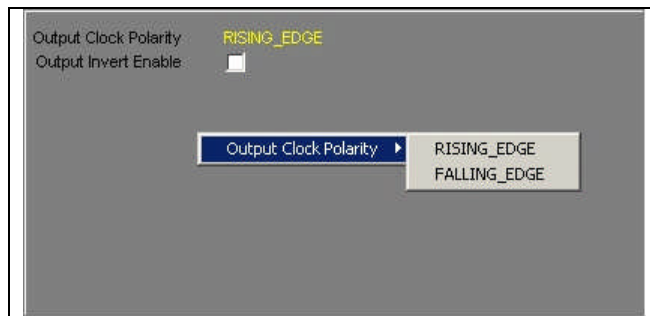 Output Clock Polarity RISING_EDGE
Output Invert Enable
Output Clock Polarity RISING_EDGE
FALLING_EDGE